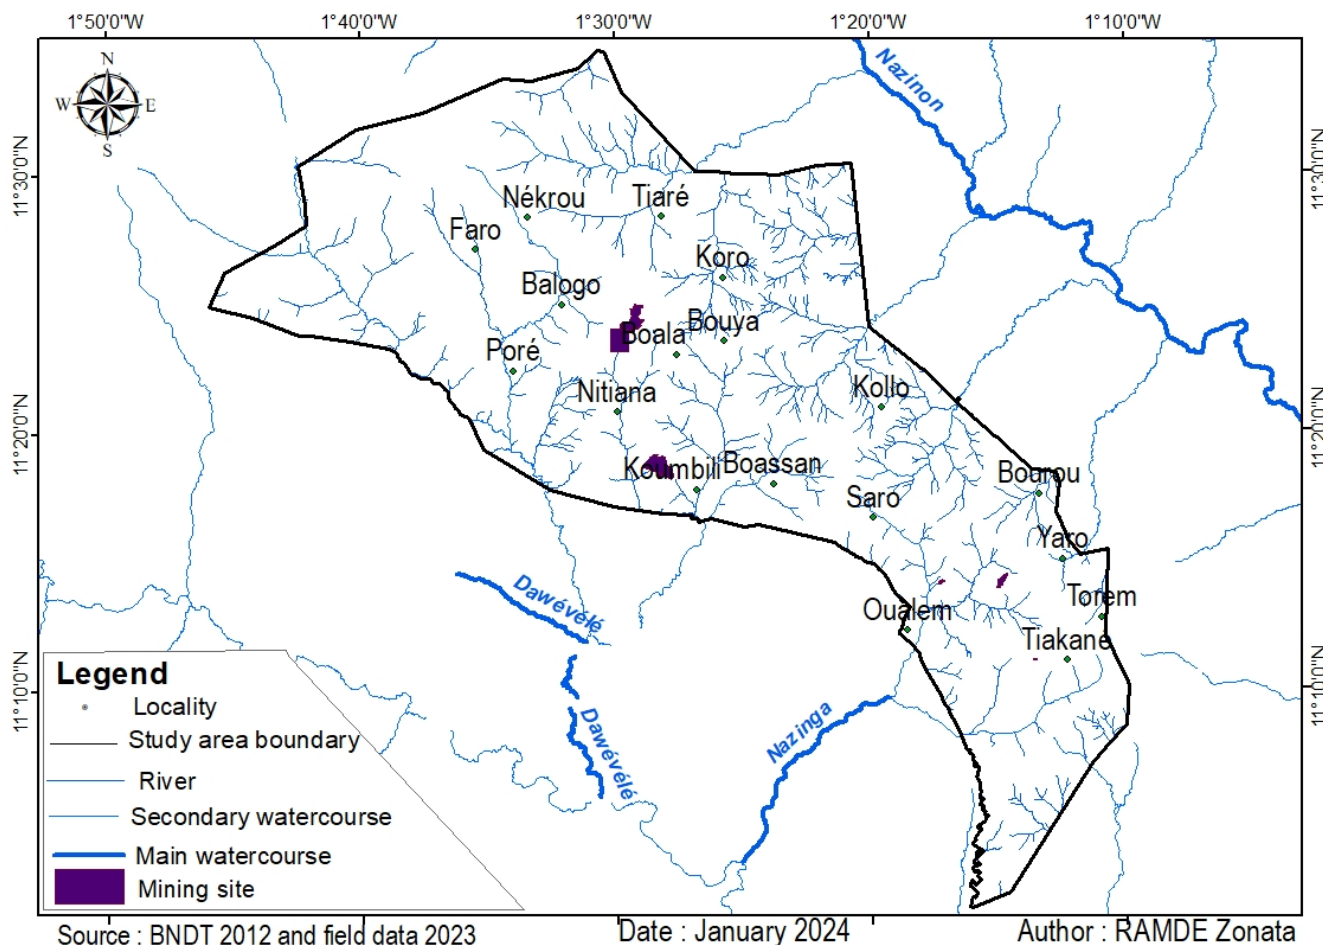 1°50'0"W 1°40'0"W 1°30'0"W 1°20'0"W 1°10'0"W
N
W E
S
Nazinon
11°30'0"N 11°30'0"N
Nékrou Tiaré
Faro
Koro
Balogo
Boala Bouya
Poré
Nitiana Kollo
11°20'0"N 11°20'0"N
Koumbili Boassan Bourou
Saro
Yaro
Dawévélé Oualem Torem
Tiakané
11°10'0"N 11°10'0"N
Dawévélé Nazinga
Legend
Locality
Study area boundary
River
Secondary watercourse
Main watercourse
Mining site
Source : BNDT 2012 and field data 2023 Date : January 2024 Author : RAMDE Zonata